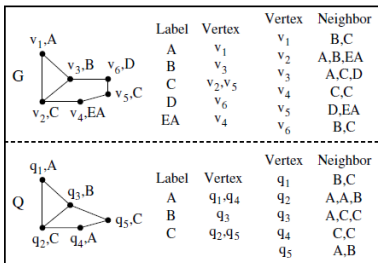 G
v1,A
v3,B
v6,D
v5,C
v2,C
v4,EA
Label Vertex
A v1
B v3
C v2,v5
D v6
EA v4
Vertex Neighbor
v1 B,C
v2 A,B,EA
v3 A,C,D
v4 C,C
v5 D,EA
v6 B,C
Q
q1,A
q3,B
q5,C
q2,C
q4,A
Label Vertex
A q1,q4
B q3
C q2,q5
Vertex Neighbor
q1 B,C
q2 A,A,B
q3 A,C,C
q4 C,C
q5 A,B